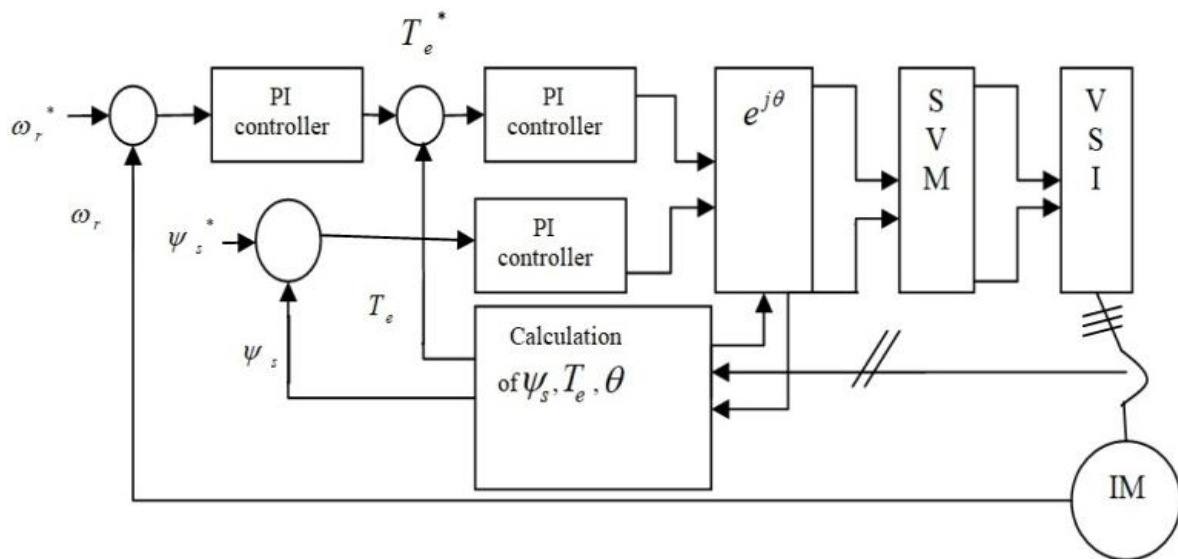 T_e^*
PI
controller
PI
controller
e^{jθ}
S
V
M
V
S
I
ω_r^*
ω_r
ψ_s^*
PI
controller
T_e
ψ_s
Calculation
of ψ_s, T_e, θ
IM